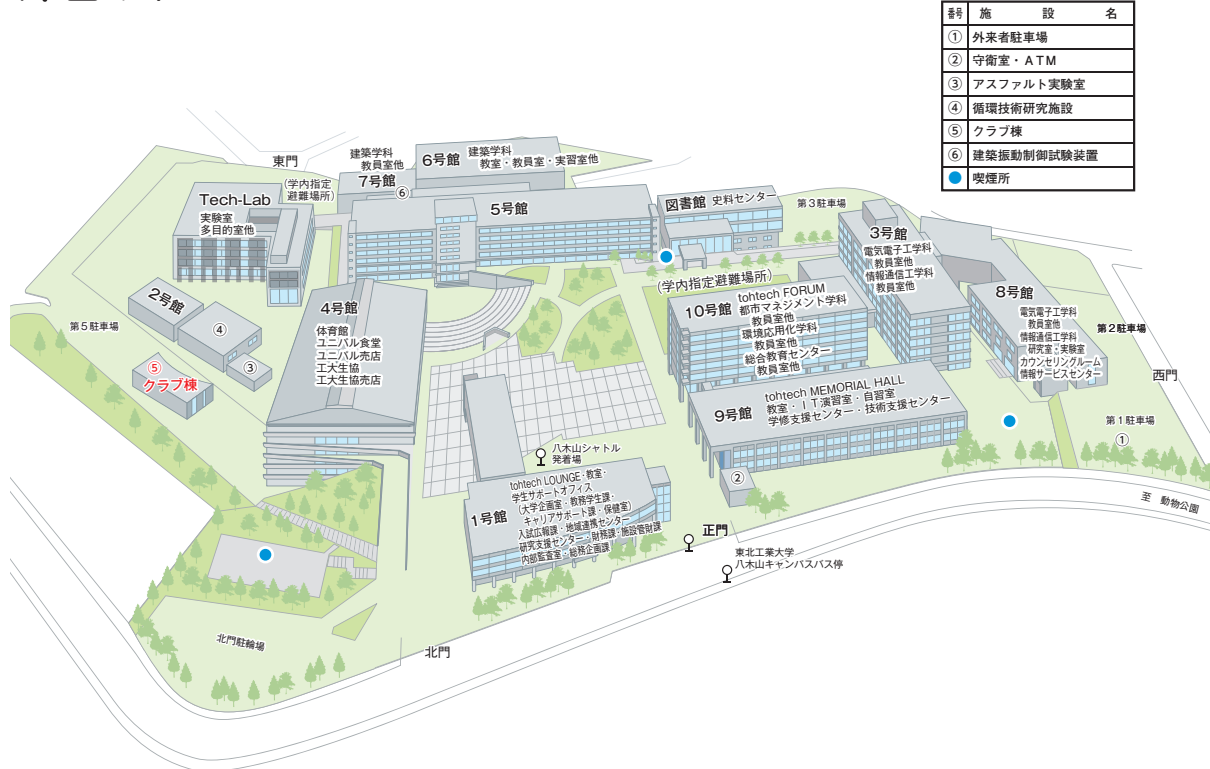 番号 施設名
① 外来者駐車場
② 守衛室・ATM
③ アスファルト実験室
④ 循環技術研究施設
⑤ クラブ棟
⑥ 建築振動制御試験装置
喫煙所
東門
(学内指定
避難場所)
建築学科
教員室他
7号館
⑥
6号館
建築学科
教室・教員室・実習室他
Tech-Lab
実験室
多目的室他
5号館
図書館 史料センター
第3駐車場
3号館
電気電子工学科
教員室他
情報通信工学科
教員室他
(学内指定避難場所)
8号館
電気電子工学科
教員室他
情報通信工学科
研究室・実験室
カウンセリングルーム
情報サービスセンター
第2駐車場
西門
第1駐車場
①
10号館
tohtech FORUM
都市マネジメント学科
教員室他
環境応用化学科
教員室他
総合教育センター
教員室他
2号館
④
③
第5駐車場
⑤
クラブ棟
4号館
体育館
ユニバル食堂
ユニバル売店
工大生協
工大生協売店
9号館
tohtech MEMORIAL HALL
教室・IT演習室・自習室
学修支援センター・技術支援センター
②
八木山シャトル
発着場
1号館
tohtech LOUNGE・教室・
学生サポートオフィス
(大学企画室・教務学生課・
キャリアサポート課・保健室)
入試広報課・地域連携センター
研究支援センター・財務課・施設管財課
内部監査室・総務企画課
正門
東北工業大学
八木山キャンパスバス停
至 動物公園
北門駐輪場
北門